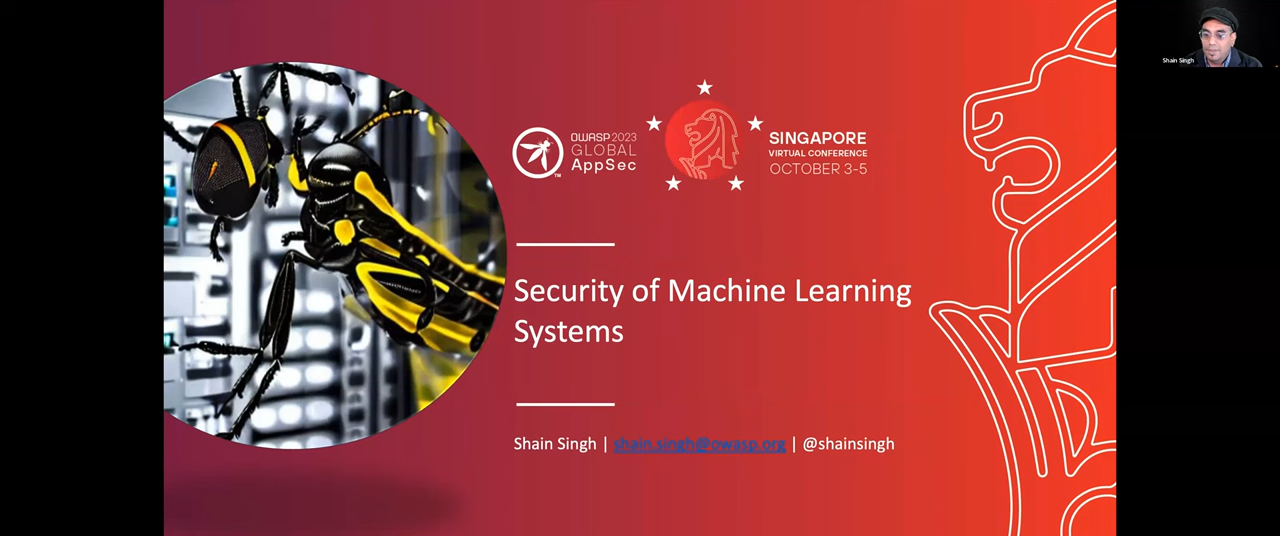 OWASP 2023
GLOBAL
AppSec
TM
SINGAPORE
VIRTUAL CONFERENCE
OCTOBER 3-5
Security of Machine Learning
Systems
Shain Singh | shain.singh@owasp.org | @shainsingh
Shain Singh